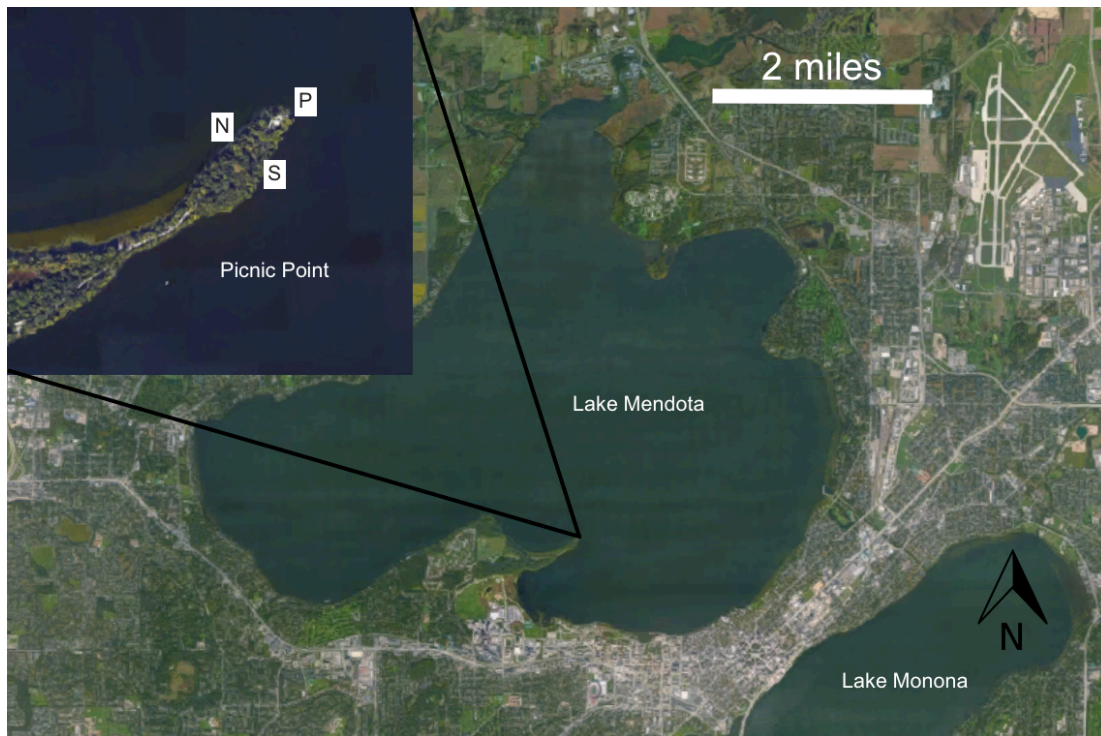 2 miles
P
N
S
Picnic Point
Lake Mendota
N
Lake Monona